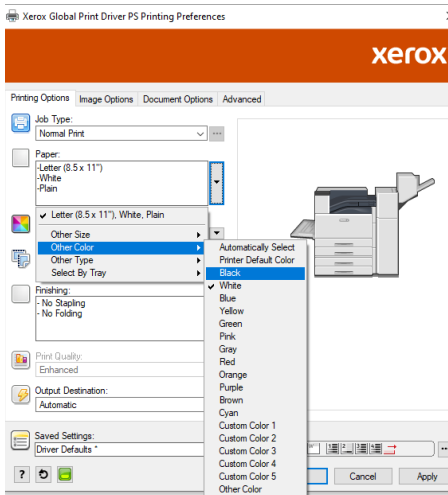 Xerox Global Print Driver PS Printing Preferences
xerox
Printing Options Image Options Document Options Advanced
Job Type:
Normal Print
Paper:
-Letter (8.5 x 11")
-White
-Plain
✓ Letter (8.5 x 11"), White, Plain
Other Size
Other Color
Other Type
Select By Tray
Automatically Select
Printer Default Color
Black
✓ White
Blue
Yellow
Green
Pink
Gray
Red
Orange
Purple
Brown
Cyan
Custom Color 1
Custom Color 2
Custom Color 3
Custom Color 4
Custom Color 5
Other Color
Finishing:
- No Stapling
- No Folding
Print Quality:
Enhanced
Output Destination:
Automatic
Saved Settings:
Driver Defaults *
?
Cancel Apply